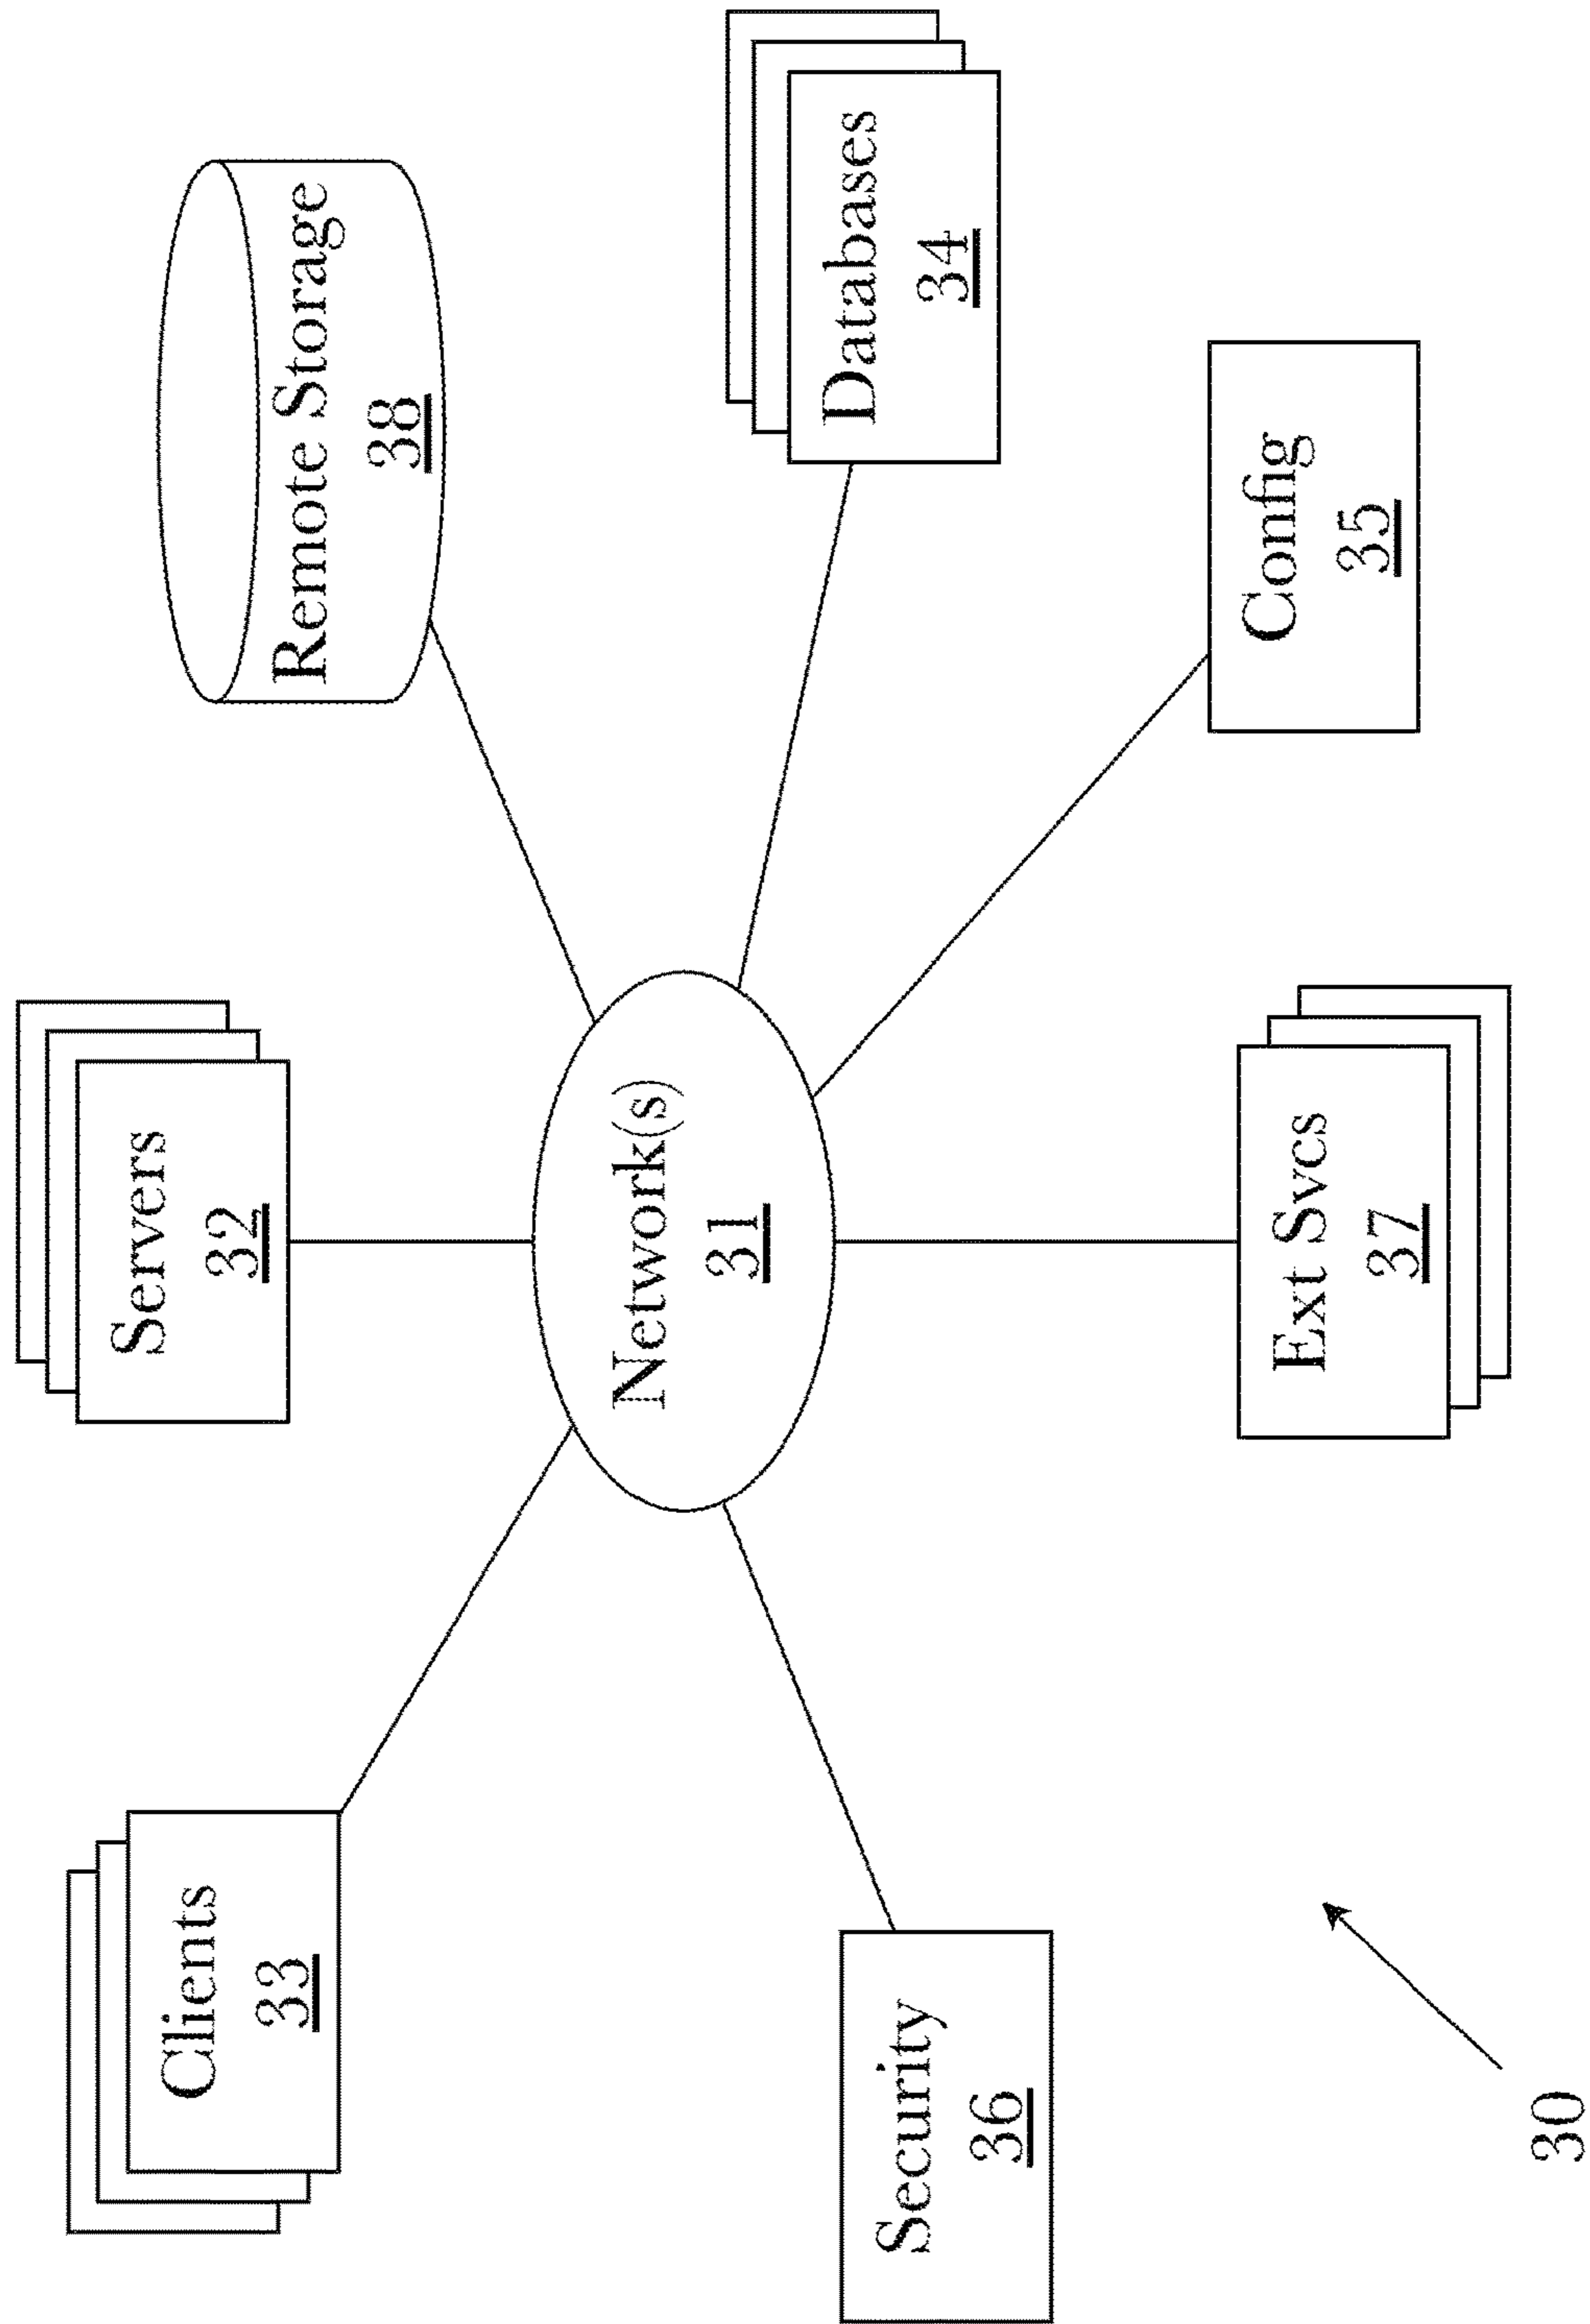 Servers
32
Clients
33
Remote Storage
38
Network(s)
31
Databases
34
Security
36
Ext Svcs
37
Config
35
30